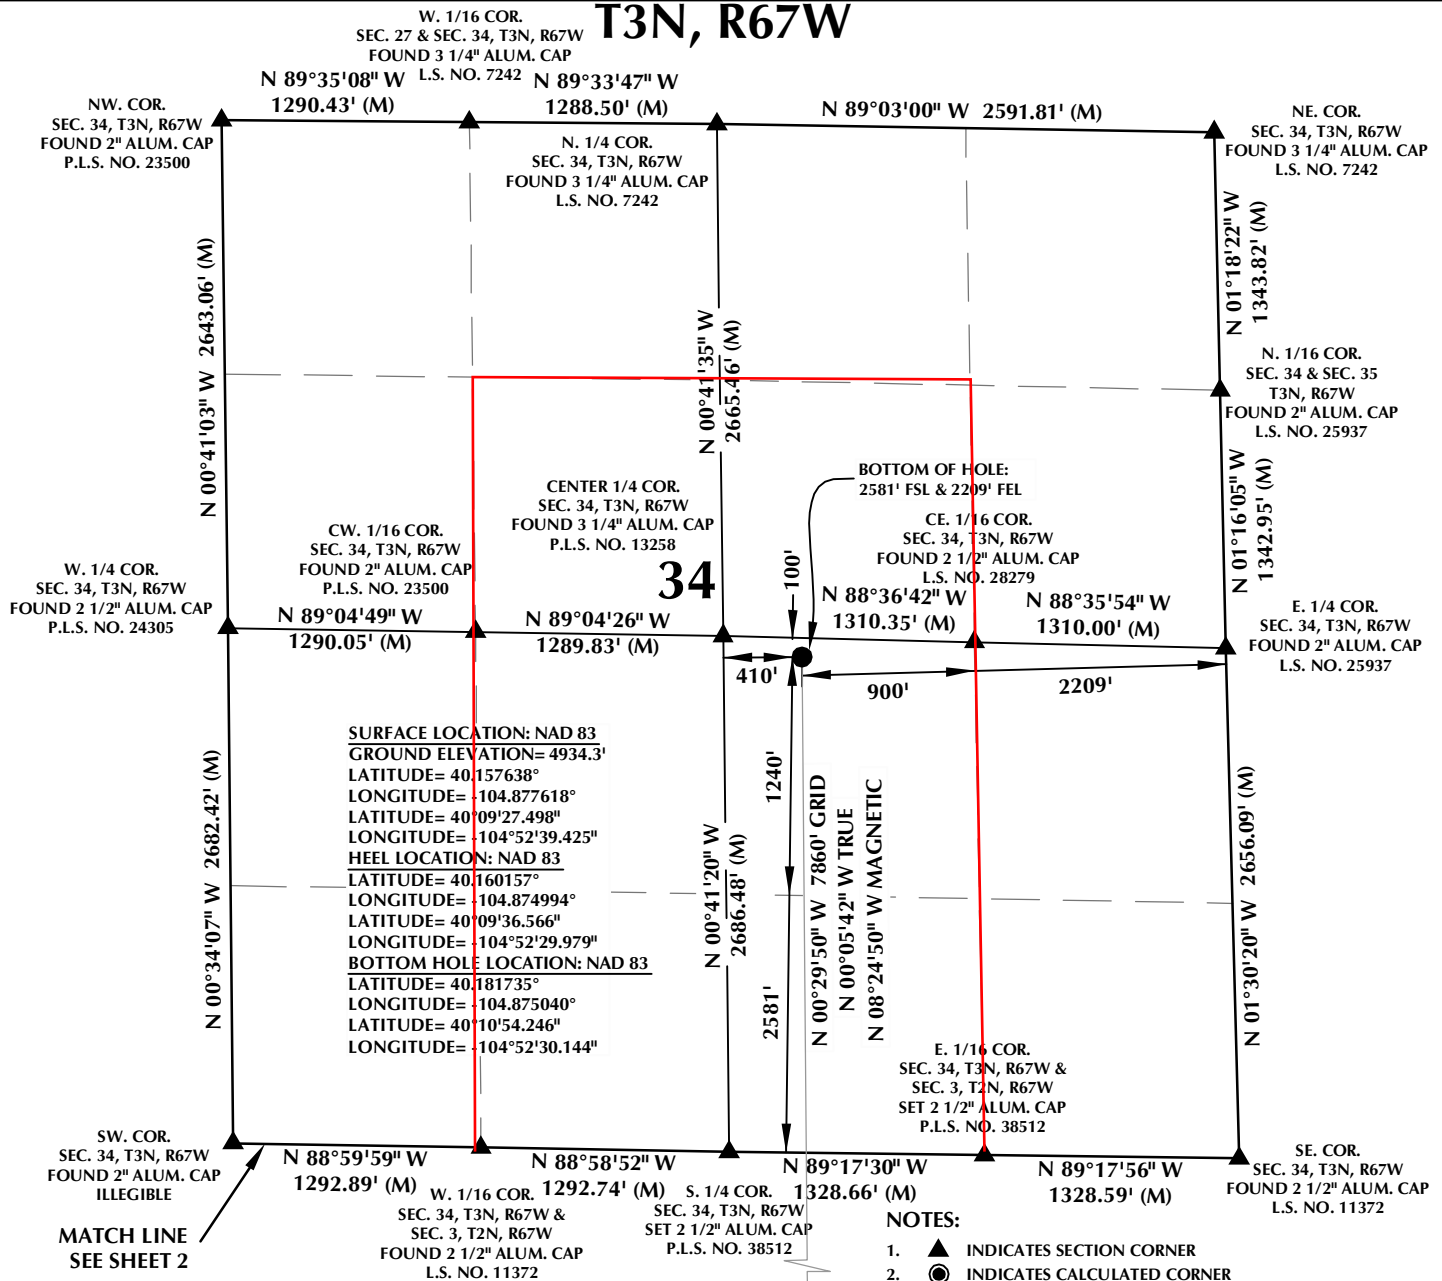 T3N, R67W
W. 1/16 COR.
SEC. 27 & SEC. 34, T3N, R67W
FOUND 3 1/4" ALUM. CAP
L.S. NO. 7242
N 89°35'08" W
1290.43' (M)
N 89°33'47" W
1288.50' (M)
N 89°03'00" W 2591.81' (M)
NW. COR.
SEC. 34, T3N, R67W
FOUND 2" ALUM. CAP
P.L.S. NO. 23500
N. 1/4 COR.
SEC. 34, T3N, R67W
FOUND 3 1/4" ALUM. CAP
L.S. NO. 7242
NE. COR.
SEC. 34, T3N, R67W
FOUND 3 1/4" ALUM. CAP
L.S. NO. 7242
N 00°41'03" W 2643.06' (M)
N 00°41'35" W
2665.46' (M)
N 01°18'22" W
1343.82' (M)
N. 1/16 COR.
SEC. 34 & SEC. 35
T3N, R67W
FOUND 2" ALUM. CAP
L.S. NO. 25937
N 01°16'05" W
1342.95' (M)
BOTTOM OF HOLE:
2581' FSL & 2209' FEL
CENTER 1/4 COR.
SEC. 34, T3N, R67W
FOUND 3 1/4" ALUM. CAP
P.L.S. NO. 13258
CE. 1/16 COR.
SEC. 34, T3N, R67W
FOUND 2 1/2" ALUM. CAP
L.S. NO. 28279
CW. 1/16 COR.
SEC. 34, T3N, R67W
FOUND 2" ALUM. CAP
P.L.S. NO. 23500
34
100'
W. 1/4 COR.
SEC. 34, T3N, R67W
FOUND 2 1/2" ALUM. CAP
P.L.S. NO. 24305
N 89°04'49" W
1290.05' (M)
N 89°04'26" W
1289.83' (M)
N 88°36'42" W
1310.35' (M)
N 88°35'54" W
1310.00' (M)
E. 1/4 COR.
SEC. 34, T3N, R67W
FOUND 2" ALUM. CAP
L.S. NO. 25937
410'
900'
2209'
SURFACE LOCATION: NAD 83
GROUND ELEVATION= 4934.3'
LATITUDE= 40.157638°
LONGITUDE= -104.877618°
LATITUDE= 40°09'27.498"
LONGITUDE= -104°52'39.425"
HEEL LOCATION: NAD 83
LATITUDE= 40.160157°
LONGITUDE= -104.874994°
LATITUDE= 40°09'36.566"
LONGITUDE= -104°52'29.979"
BOTTOM HOLE LOCATION: NAD 83
LATITUDE= 40.181735°
LONGITUDE= -104.875040°
LATITUDE= 40°10'54.246"
LONGITUDE= -104°52'30.144"
N 00°34'07" W 2682.42' (M)
N 00°41'20" W
2686.48' (M)
1240'
2581'
N 00°29'50" W 7860' GRID
N 00°05'42" W TRUE
N 08°24'50" W MAGNETIC
N 01°30'20" W 2656.09' (M)
E. 1/16 COR.
SEC. 34, T3N, R67W &
SEC. 3, T2N, R67W
SET 2 1/2" ALUM. CAP
P.L.S. NO. 38512
SW. COR.
SEC. 34, T3N, R67W
FOUND 2" ALUM. CAP
ILLEGIBLE
MATCH LINE
SEE SHEET 2
N 88°59'59" W
1292.89' (M)
N 88°58'52" W
1292.74' (M)
N 89°17'30" W
1328.66' (M)
N 89°17'56" W
1328.59' (M)
W. 1/16 COR.
SEC. 34, T3N, R67W &
SEC. 3, T2N, R67W
FOUND 2 1/2" ALUM. CAP
L.S. NO. 11372
S. 1/4 COR.
SEC. 34, T3N, R67W
SET 2 1/2" ALUM. CAP
P.L.S. NO. 38512
SE. COR.
SEC. 34, T3N, R67W
FOUND 2 1/2" ALUM. CAP
L.S. NO. 11372
NOTES:
1. INDICATES SECTION CORNER
2. INDICATES CALCULATED CORNER